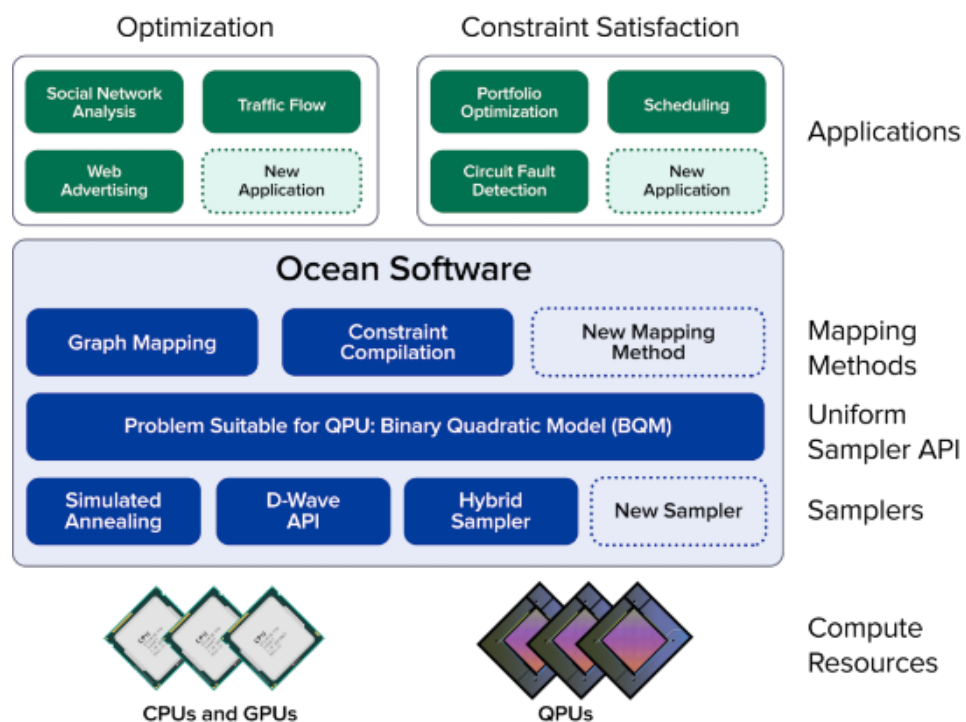 Optimization
Constraint Satisfaction
Social Network
Analysis
Traffic Flow
Portfolio
Optimization
Scheduling
Applications
Web
Advertising
New
Application
Circuit Fault
Detection
New
Application
Ocean Software
Graph Mapping
Constraint
Compilation
New Mapping
Method
Mapping
Methods
Problem Suitable for QPU: Binary Quadratic Model (BQM)
Uniform
Sampler API
Simulated
Annealing
D-Wave
API
Hybrid
Sampler
New Sampler
Samplers
CPU
CPU
CPU
Compute
Resources
CPUs and GPUs
QPUs